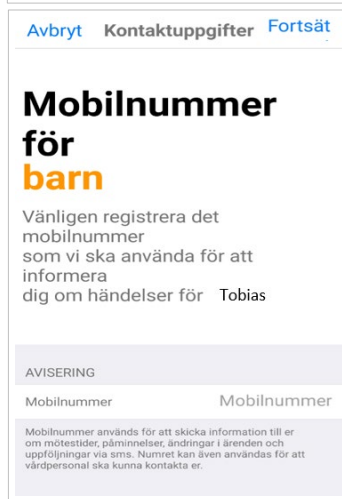 Avbryt Kontaktuppgifter Fortsät
Mobilnummer
för
barn
Vänligen registrera det
mobilnummer
som vi ska använda för att
informera
dig om händelser för Tobias
AVISERING
Mobilnummer Mobilnummer
Mobilnummer används för att skicka information till er
om mötestider, påminnelser, ändringar i ärenden och
uppföljningar via sms. Numret kan även användas för att
vårdpersonal ska kunna kontakta er.